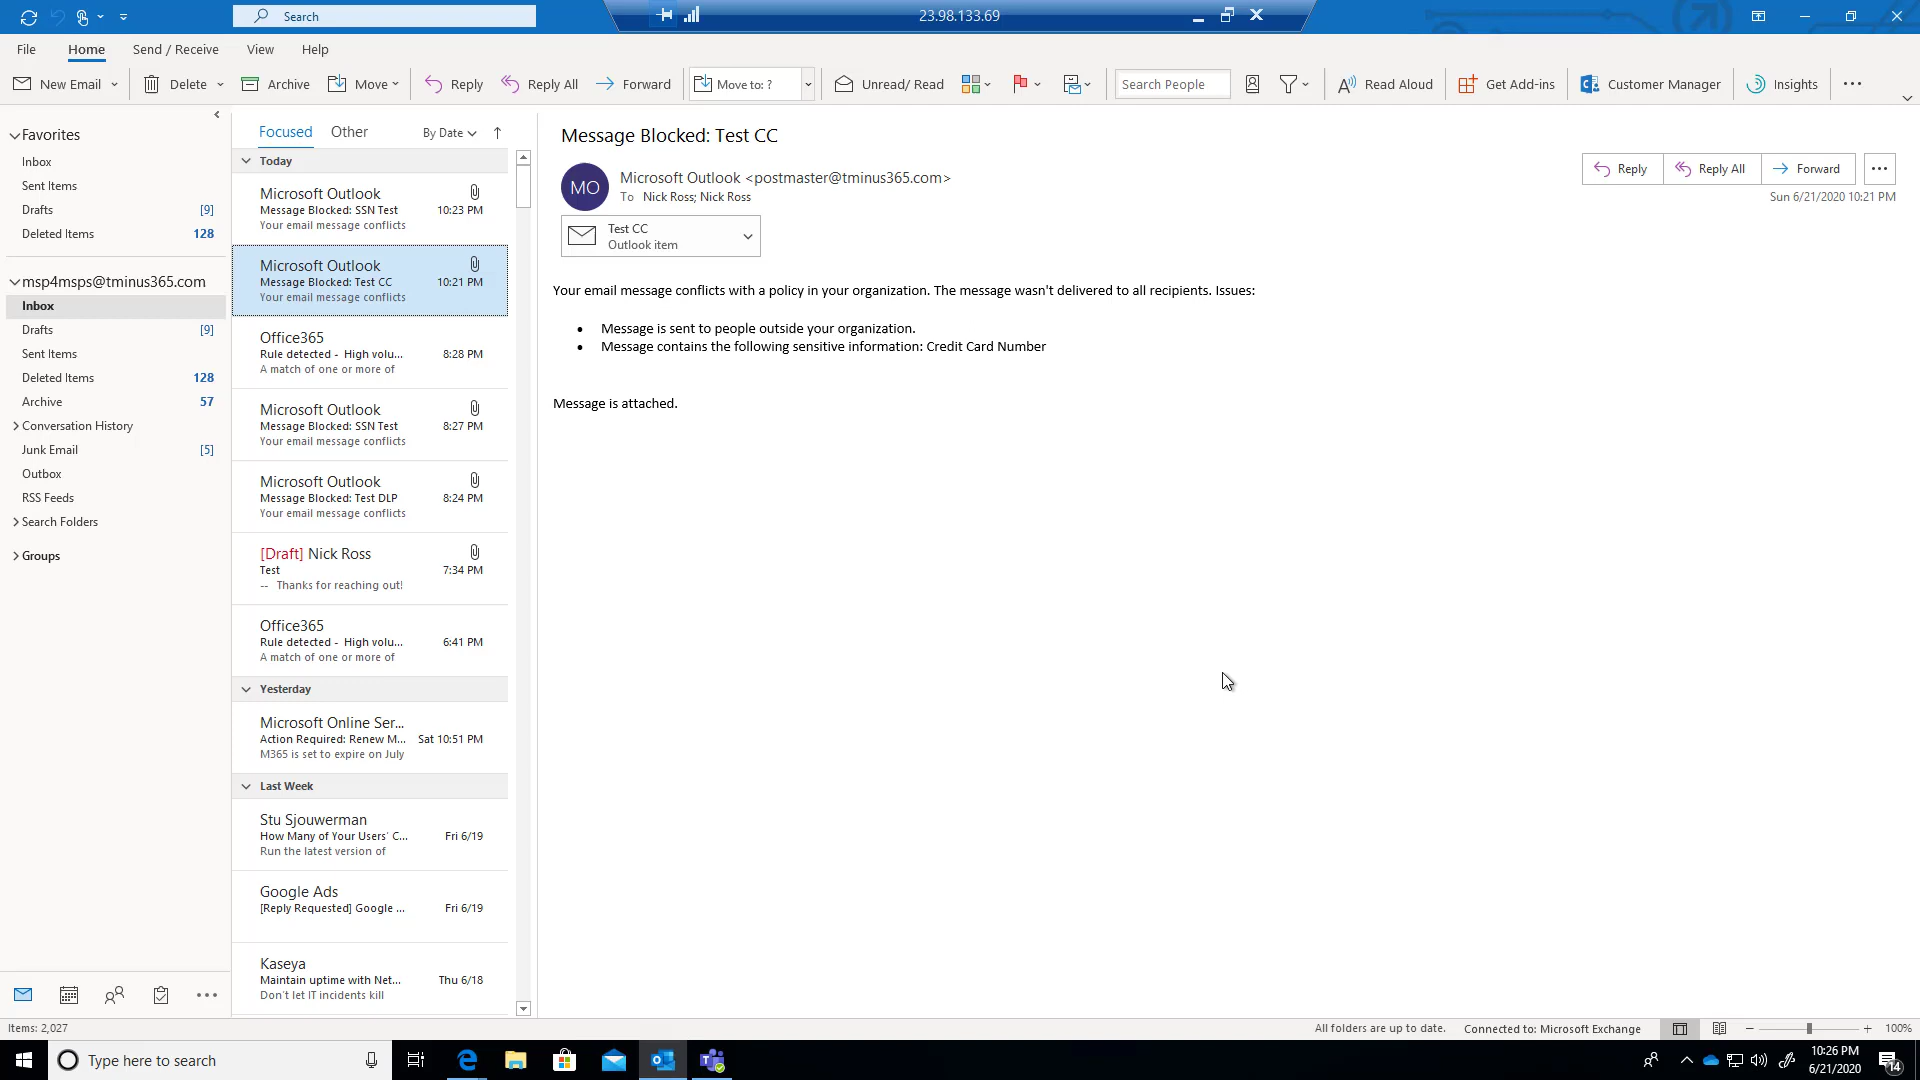 Search
23.98.133.69
File Home Send / Receive View Help
New Email Delete Archive Move Reply Reply All Forward Move to: ? Unread/ Read Search People Read Aloud Get Add-ins Customer Manager Insights
Favorites
Inbox
Sent Items
Drafts [9]
Deleted Items 128
msp4msps@tminus365.com
Inbox
Drafts [9]
Sent Items
Deleted Items 128
Archive 57
Conversation History
Junk Email [5]
Outbox
RSS Feeds
Search Folders
Groups
Focused Other By Date
Today
Microsoft Outlook
Message Blocked: SSN Test 10:23 PM
Your email message conflicts
Microsoft Outlook
Message Blocked: Test CC 10:21 PM
Your email message conflicts
Office365
Rule detected - High volu... 8:28 PM
A match of one or more of
Microsoft Outlook
Message Blocked: SSN Test 8:27 PM
Your email message conflicts
Microsoft Outlook
Message Blocked: Test DLP 8:24 PM
Your email message conflicts
[Draft] Nick Ross
Test 7:34 PM
-- Thanks for reaching out!
Office365
Rule detected - High volu... 6:41 PM
A match of one or more of
Yesterday
Microsoft Online Ser...
Action Required: Renew M... Sat 10:51 PM
M365 is set to expire on July
Last Week
Stu Sjouwerman
How Many of Your Users' C... Fri 6/19
Run the latest version of
Google Ads
[Reply Requested] Google ... Fri 6/19
Kaseya
Maintain uptime with Net... Thu 6/18
Don't let IT incidents kill
Message Blocked: Test CC
MO
Microsoft Outlook <postmaster@tminus365.com>
To Nick Ross; Nick Ross
Reply Reply All Forward
Sun 6/21/2020 10:21 PM
Test CC
Outlook item
Your email message conflicts with a policy in your organization. The message wasn't delivered to all recipients. Issues:
• Message is sent to people outside your organization.
• Message contains the following sensitive information: Credit Card Number
Message is attached.
Items: 2,027
All folders are up to date. Connected to: Microsoft Exchange 100%
Type here to search
10:26 PM
6/21/2020
14